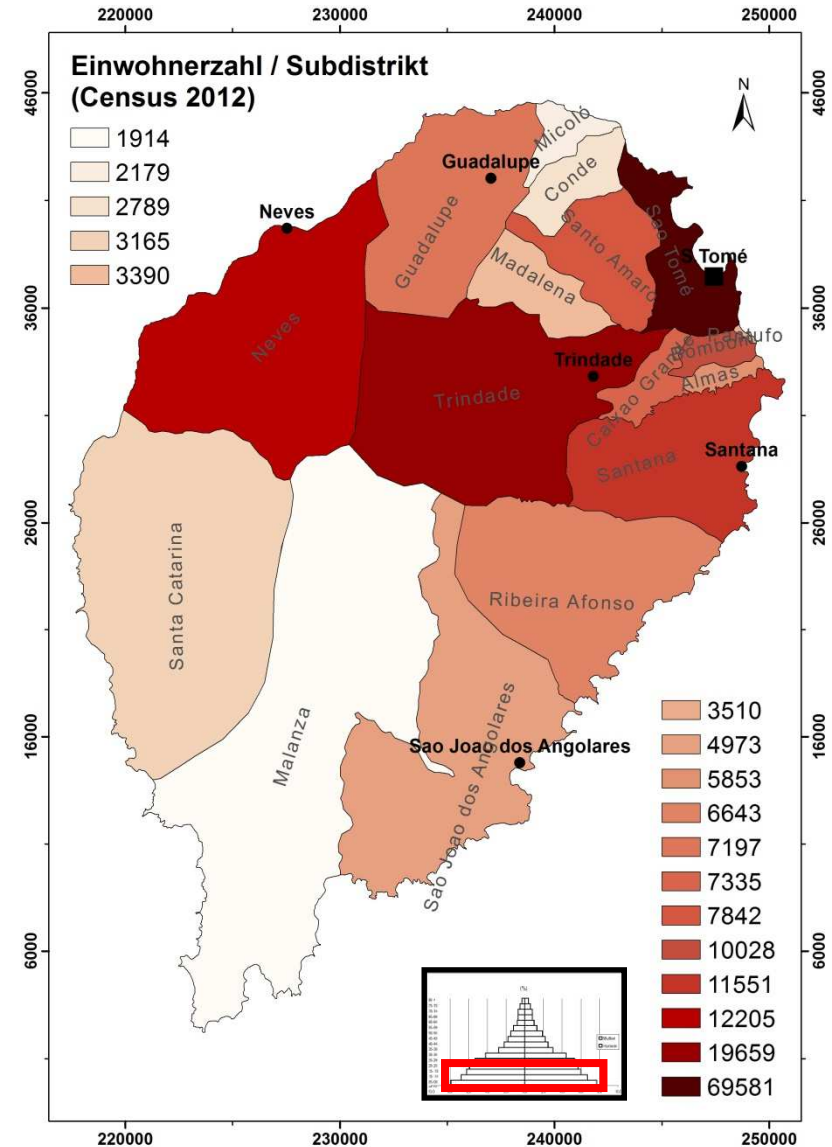 220000 230000 240000 250000
Einwohnerzahl / Subdistrikt
(Census 2012)
1914
2179
2789
3165
3390
N
46000
36000
26000
16000
6000
46000
36000
26000
16000
6000
Micoló
Guadalupe
Conde
Neves
Guadalupe
Santo Amaro
Sao Tomé
S.Tomé
Madalena
Neves
Pantufo
Bombom
Trindade
Caixao Grande
Almas
Trindade
Santana
Santana
Santa Catarina
Ribeira Afonso
Malanza
Sao Joao dos Angolares
Sao Joao dos Angolares
3510
4973
5853
6643
7197
7335
7842
10028
11551
12205
19659
69581
220000 230000 240000 250000